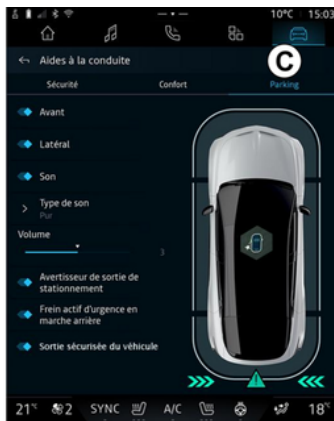 10°C 15:03
Aides à la conduite
C
Sécurité Confort Parking
Avant
Latéral
Son
Type de son
Pur
Volume
3
Avertisseur de sortie de
stationnement
Frein actif d'urgence en
marche arrière
Sortie sécurisée du véhicule
21°C 2 SYNC A/C 18°